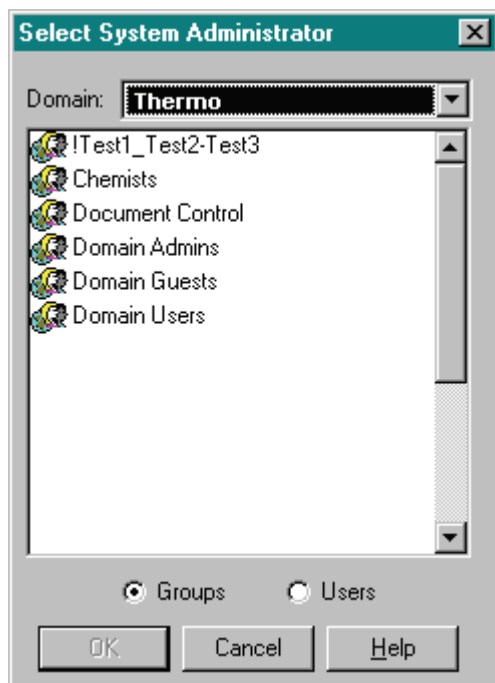 Select System Administrator
Domain: Thermo
!Test1_Test2-Test3
Chemists
Document Control
Domain Admins
Domain Guests
Domain Users
Groups Users
OK Cancel Help